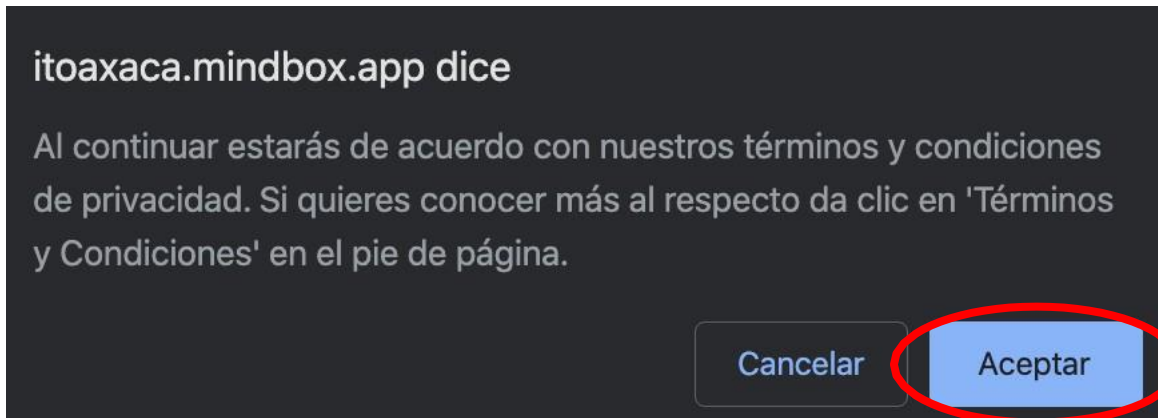 itoaxaca.mindbox.app dice
Al continuar estarás de acuerdo con nuestros términos y condiciones
de privacidad. Si quieres conocer más al respecto da clic en 'Términos
y Condiciones' en el pie de página.
Cancelar Aceptar